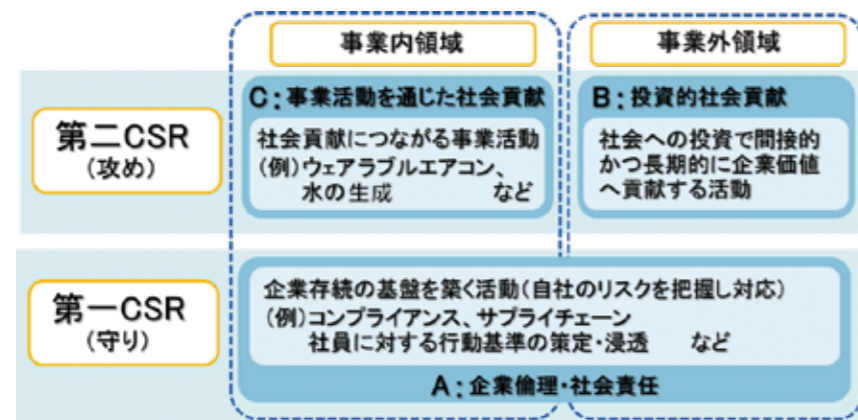 事業内領域
事業外領域
第二CSR
(攻め)
C:事業活動を通じた社会貢献
社会貢献につながる事業活動
(例)ウェアラブルエアコン、
水の生成 など
B:投資的社会貢献
社会への投資で間接的
かつ長期的に企業価値
へ貢献する活動
第一CSR
(守り)
企業存続の基盤を築く活動(自社のリスクを把握し対応)
(例)コンプライアンス、サプライチェーン
社員に対する行動基準の策定・浸透 など
A:企業倫理・社会責任